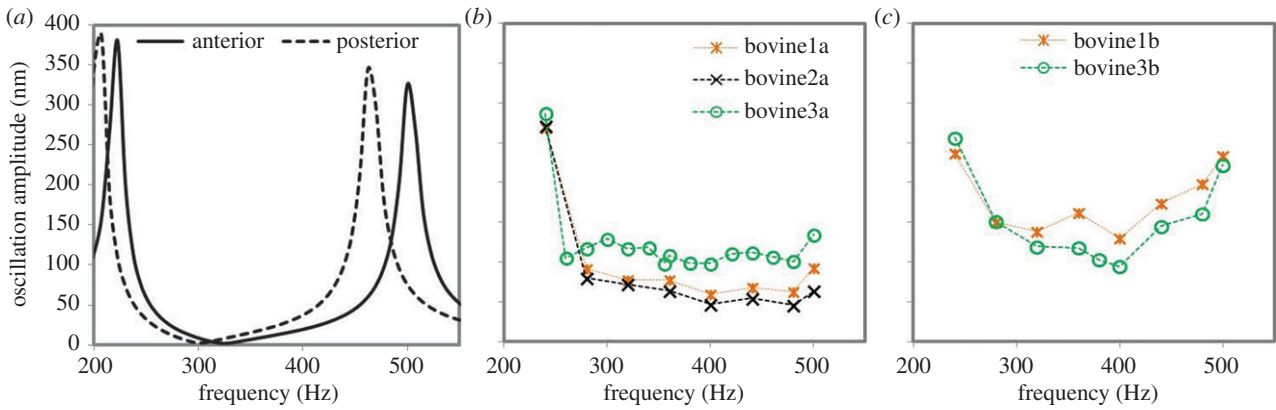 (a)
400
350
300
250
200
150
100
50
0
oscillation amplitude (nm)
anterior
posterior
200
300
400
500
frequency (Hz)
(b)
bovine1a
bovine2a
bovine3a
200
300
400
500
frequency (Hz)
(c)
bovine1b
bovine3b
200
300
400
500
frequency (Hz)